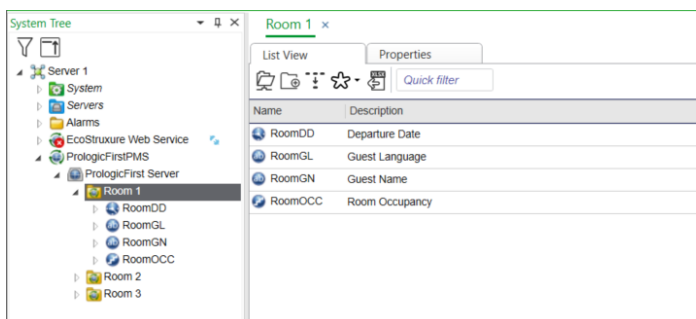 System Tree
Room 1
List View
Properties
Quick filter
Server 1
System
Servers
Alarms
EcoStruxure Web Service
PrologicFirstPMS
PrologicFirst Server
Room 1
RoomDD
RoomGL
RoomGN
RoomOCC
Room 2
Room 3
Name Description
RoomDD Departure Date
RoomGL Guest Language
RoomGN Guest Name
RoomOCC Room Occupancy